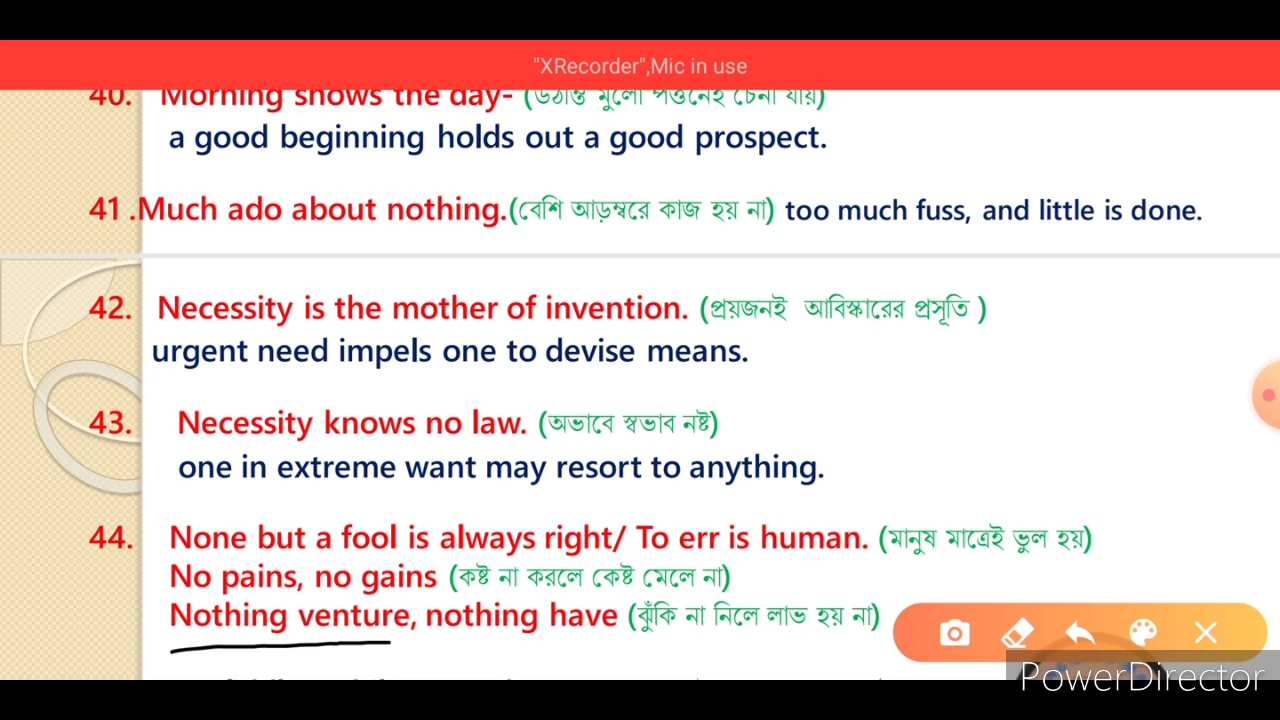 "XRecorder",Mic in use
40. Morning shows the day- (উঠন্তি মুলো পত্তনেই চেনা যায়)
a good beginning holds out a good prospect.
41.Much ado about nothing.(বেশি আড়ম্বরে কাজ হয় না) too much fuss, and little is done.
42. Necessity is the mother of invention. (প্রয়জনই আবিস্কারের প্রসূতি )
urgent need impels one to devise means.
43. Necessity knows no law. (অভাবে স্বভাব নষ্ট)
one in extreme want may resort to anything.
44. None but a fool is always right/ To err is human. (মানুষ মাত্রেই ভুল হয়)
No pains, no gains (কষ্ট না করলে কেষ্ট মেলে না)
Nothing venture, nothing have (ঝুঁকি না নিলে লাভ হয় না)
PowerDirector